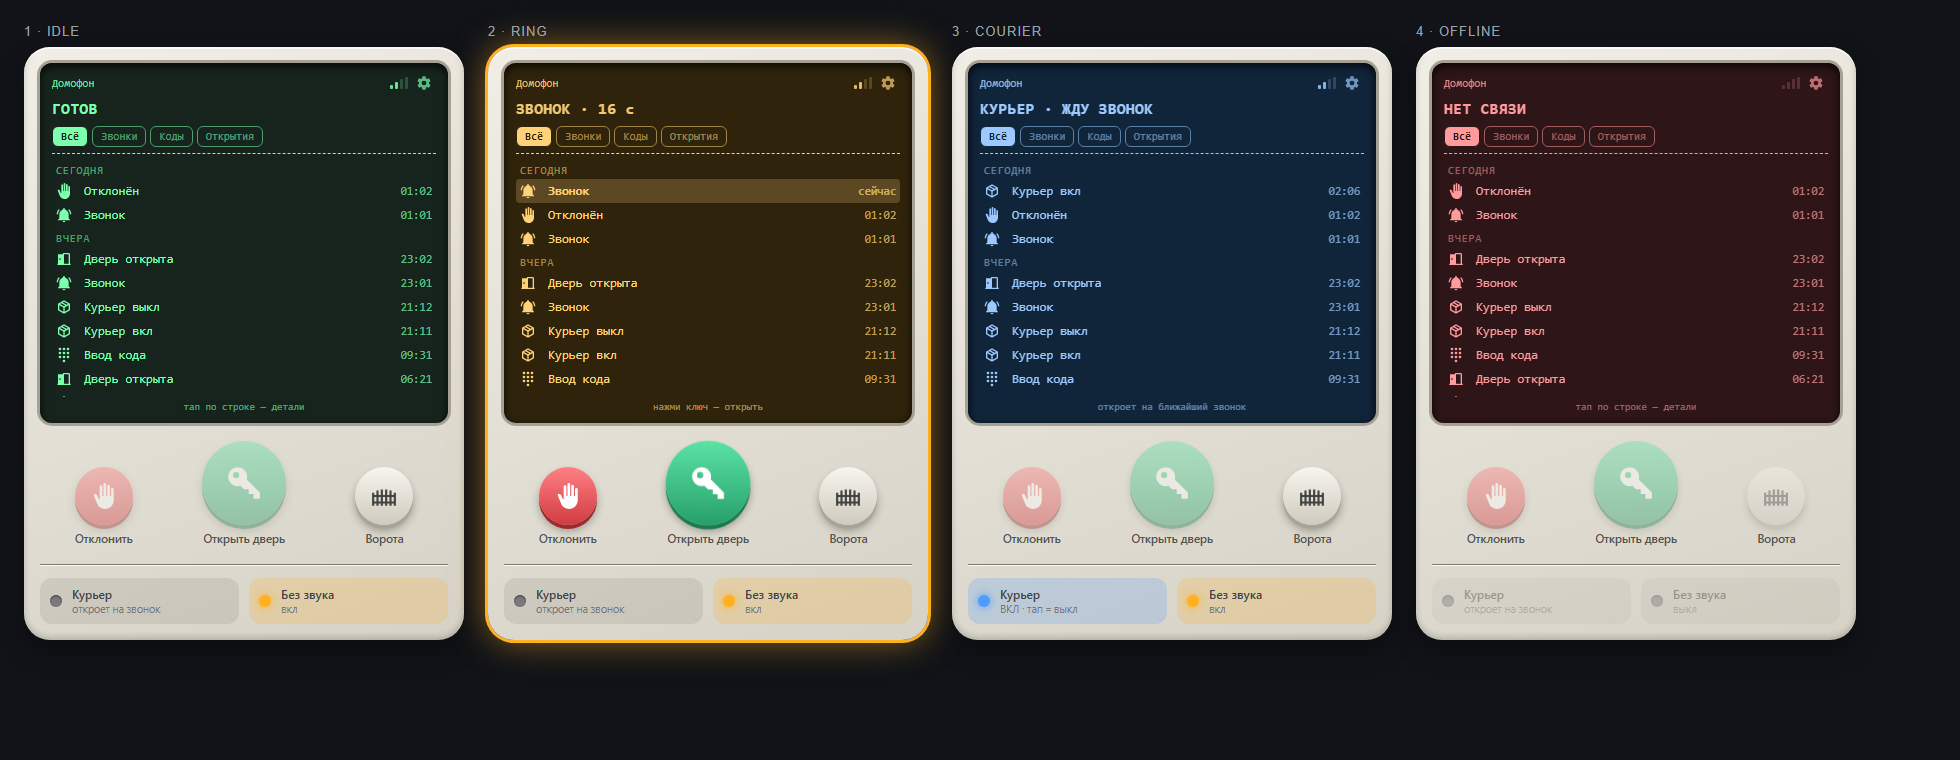 1 · IDLE
Домофон
ГОТОВ
Всё Звонки Коды Открытия
СЕГОДНЯ
Отклонён 01:02
Звонок 01:01
ВЧЕРА
Дверь открыта 23:02
Звонок 23:01
Курьер выкл 21:12
Курьер вкл 21:11
Ввод кода 09:31
Дверь открыта 06:21
тап по строке — детали
Отклонить Открыть дверь Ворота
Курьер Без звука
откроет на звонок вкл
2 · RING
Домофон
ЗВОНОК · 16 с
Всё Звонки Коды Открытия
СЕГОДНЯ
Звонок сейчас
Отклонён 01:02
Звонок 01:01
ВЧЕРА
Дверь открыта 23:02
Звонок 23:01
Курьер выкл 21:12
Курьер вкл 21:11
Ввод кода 09:31
нажми ключ — открыть
Отклонить Открыть дверь Ворота
Курьер Без звука
откроет на звонок вкл
3 · COURIER
Домофон
КУРЬЕР · ЖДУ ЗВОНОК
Всё Звонки Коды Открытия
СЕГОДНЯ
Курьер вкл 02:06
Отклонён 01:02
Звонок 01:01
ВЧЕРА
Дверь открыта 23:02
Звонок 23:01
Курьер выкл 21:12
Курьер вкл 21:11
Ввод кода 09:31
откроет на ближайший звонок
Отклонить Открыть дверь Ворота
Курьер Без звука
ВКЛ · тап = выкл вкл
4 · OFFLINE
Домофон
НЕТ СВЯЗИ
Всё Звонки Коды Открытия
СЕГОДНЯ
Отклонён 01:02
Звонок 01:01
ВЧЕРА
Дверь открыта 23:02
Звонок 23:01
Курьер выкл 21:12
Курьер вкл 21:11
Ввод кода 09:31
Дверь открыта 06:21
тап по строке — детали
Отклонить Открыть дверь Ворота
Курьер Без звука
откроет на звонок выкл